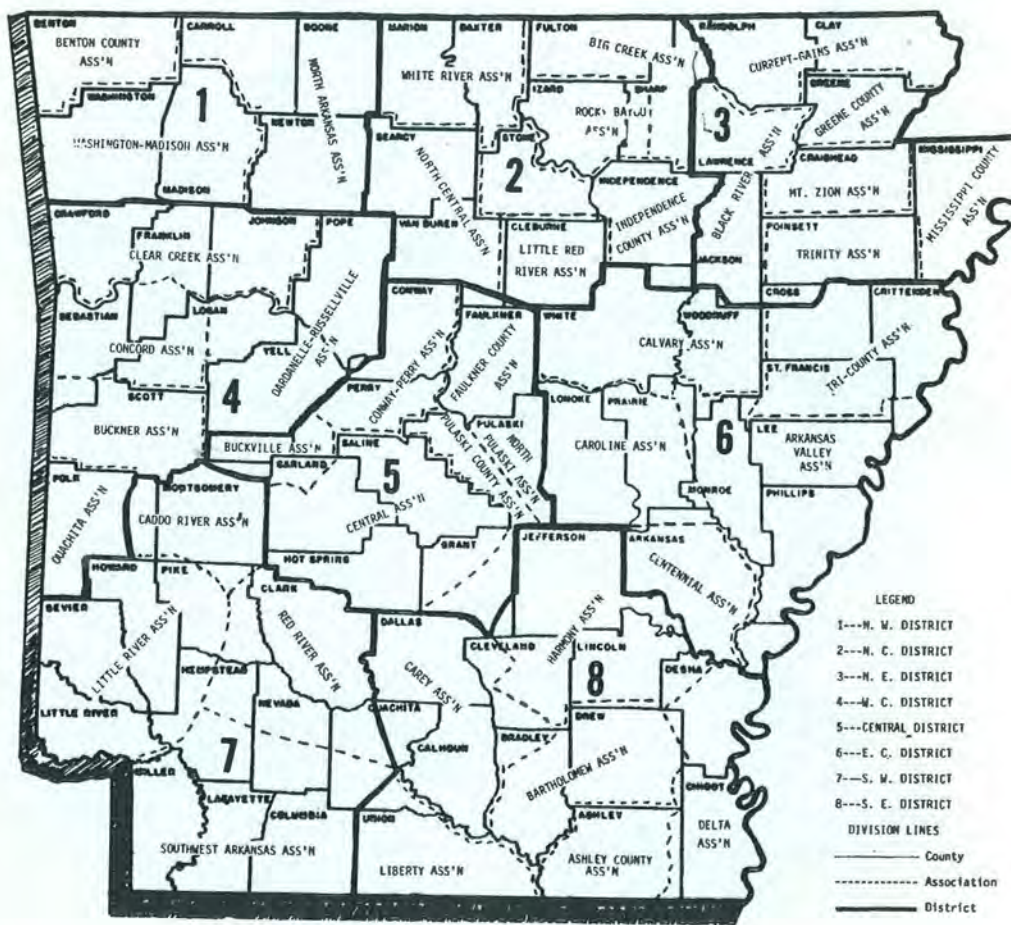 BENTON
CARROLL
BOONE
MARION
BAXTER
FULTON
RANDOLPH
CLAY
BENTON COUNTY
ASS'N
WHITE RIVER ASS'N
BIG CREEK ASS'N
CURRENT-GAINS ASS'N
WASHINGTON
1
NORTH ARKANSAS ASS'N
IZARD
SHARP
ROCKY BAYOU
ASS'N
3
GREENE
GREENE COUNTY
ASS'N
WASHINGTON-MADISON ASS'N
NEWTON
SEARCY
STONE
2
LAWRENCE
CRAIGHEAD
MISSISSIPPI
MADISON
NORTH CENTRAL ASS'N
INDEPENDENCE
INDEPENDENCE
COUNTY ASS'N
BLACK RIVER ASS'N
MT. ZION ASS'N
MISSISSIPPI COUNTY
ASS'N
CRAWFORD
JOHNSON
POPE
VAN BUREN
CLEBURNE
POINSETT
FRANKLIN
CLEAR CREEK ASS'N
LITTLE RED
RIVER ASS'N
TRINITY ASS'N
JACKSON
SEBASTIAN
LOGAN
CONWAY
FAULKNER
WHITE
WOODRUFF
CROSS
CRITTENDEN
CONCORD ASS'N
YELL
DARDANELLE-RUSSELLVILLE
ASS'N
CONWAY-PERRY ASS'N
FAULKNER COUNTY
ASS'N
CALVARY ASS'N
TRI-COUNTY ASS'N
SCOTT
4
PERRY
ST. FRANCIS
BUCKNER ASS'N
LONOKE
PRAIRIE
6
LEE
BUCKVILLE ASS'N
SALINE
PULASKI
NORTH
PULASKI ASS'N
PULASKI COUNTY ASS'N
CAROLINE ASS'N
ARKANSAS
VALLEY
ASS'N
GARLAND
5
POLK
MONTGOMERY
MONROE
PHILLIPS
OUACHITA ASS'N
CADDO RIVER ASS'N
CENTRAL ASS'N
HOT SPRING
GRANT
JEFFERSON
ARKANSAS
CENTENNIAL ASS'N
HOWARD
PIKE
CLARK
SEVIER
LITTLE RIVER ASS'N
RED RIVER ASS'N
DALLAS
CLEVELAND
HARMONY ASS'N
LINCOLN
DESHA
HEMPSTEAD
CAREY ASS'N
8
LITTLE RIVER
NEVADA
OUACHITA
DREW
7
CALHOUN
BRADLEY
BARTHOLOMEW ASS'N
MILLER
CHICOT
LAFAYETTE
COLUMBIA
UNION
ASHLEY
DELTA
ASS'N
SOUTHWEST ARKANSAS ASS'N
LIBERTY ASS'N
ASHLEY COUNTY
ASS'N
LEGEND
1---N. W. DISTRICT
2---N. C. DISTRICT
3---N. E. DISTRICT
4---W. C. DISTRICT
5---CENTRAL DISTRICT
6---E. C. DISTRICT
7---S. W. DISTRICT
8---S. E. DISTRICT
DIVISION LINES
County
Association
District